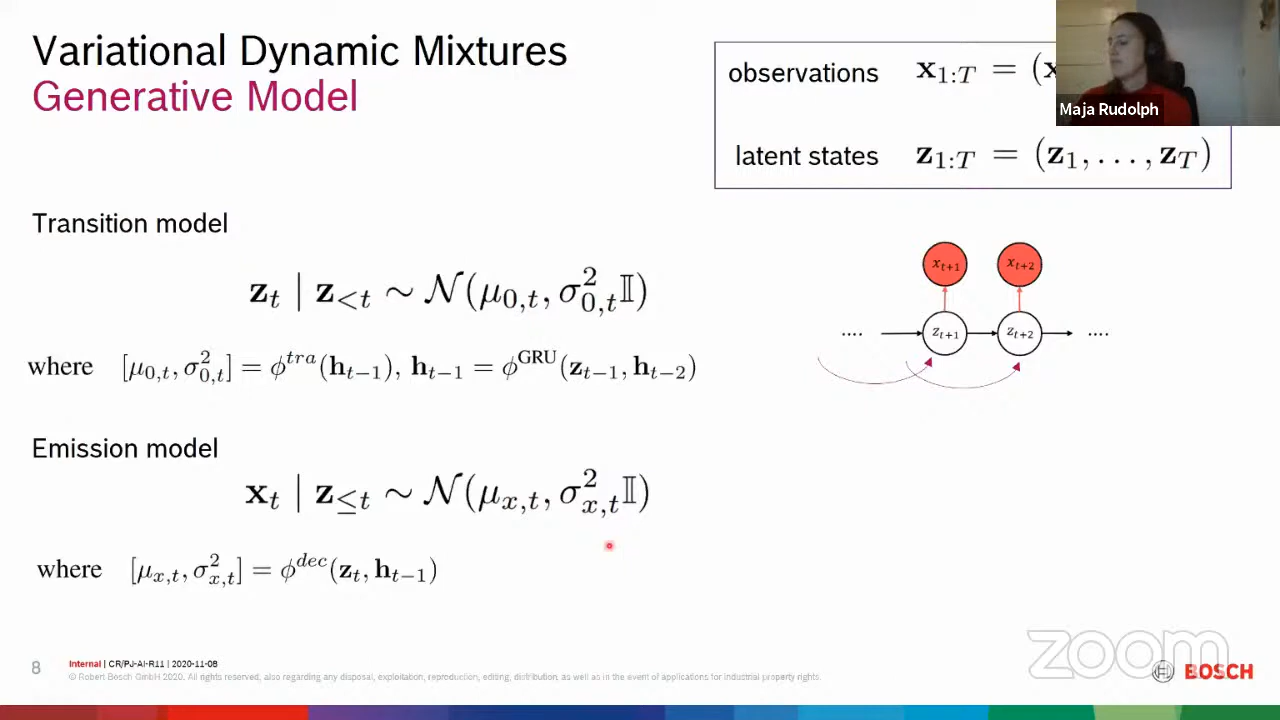 Variational Dynamic Mixtures
Generative Model
observations x_{1:T} = (x
Maja Rudolph
latent states z_{1:T} = (z_1, . . . , z_T)
Transition model
z_t | z_{<t} ∼ 𝒩(μ_{0,t}, σ²_{0,t}𝕀)
where [μ_{0,t}, σ²_{0,t}] = ϕ^{tra}(h_{t−1}), h_{t−1} = ϕ^{GRU}(z_{t−1}, h_{t−2})
x_{t+1} x_{t+2}
.... z_{t+1} z_{t+2} ....
Emission model
x_t | z_{≤t} ∼ 𝒩(μ_{x,t}, σ²_{x,t}𝕀)
where [μ_{x,t}, σ²_{x,t}] = ϕ^{dec}(z_t, h_{t−1})
zoom
8
Internal | CR/PJ-AI-R11 | 2020-11-08
© Robert Bosch GmbH 2020. All rights reserved, also regarding any disposal, exploitation, reproduction, editing, distribution, as well as in the event of applications for industrial property rights.
BOSCH